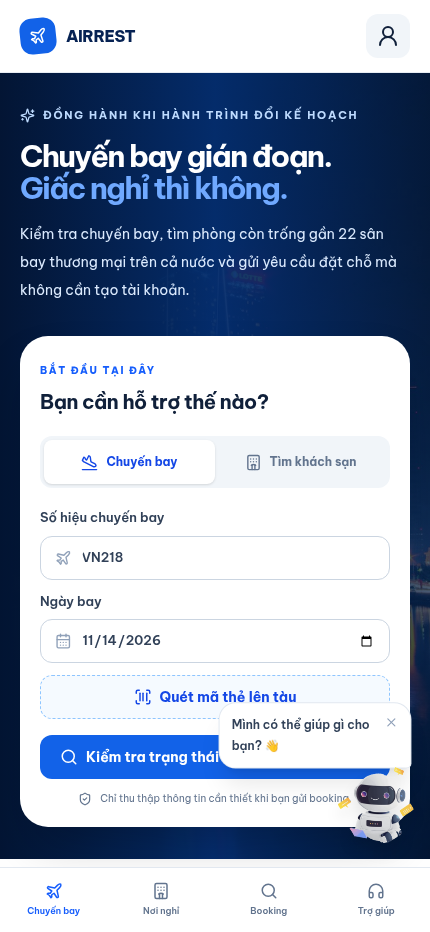 AIRREST
ĐỒNG HÀNH KHI HÀNH TRÌNH ĐỔI KẾ HOẠCH
Chuyến bay gián đoạn.
Giấc nghỉ thì không.
Kiểm tra chuyến bay, tìm phòng còn trống gần 22 sân
bay thương mại trên cả nước và gửi yêu cầu đặt chỗ mà
không cần tạo tài khoản.
BẮT ĐẦU TẠI ĐÂY
Bạn cần hỗ trợ thế nào?
Chuyến bay
Tìm khách sạn
Số hiệu chuyến bay
VN218
Ngày bay
11/14/2026
Quét mã thẻ lên tàu
Mình có thể giúp gì cho
bạn? 👋
Kiểm tra trạng thái
Chỉ thu thập thông tin cần thiết khi bạn gửi booking
Chuyến bay
Nơi nghỉ
Booking
Trợ giúp